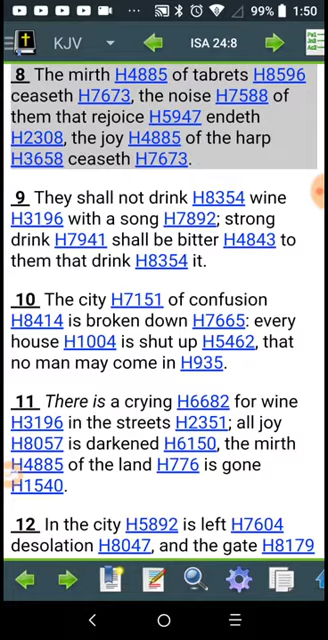 99% 1:50
KJV ISA 24:8
8 The mirth H4885 of tabrets H8596
ceaseth H7673, the noise H7588 of
them that rejoice H5947 endeth
H2308, the joy H4885 of the harp
H3658 ceaseth H7673.
9 They shall not drink H8354 wine
H3196 with a song H7892; strong
drink H7941 shall be bitter H4843 to
them that drink H8354 it.
10 The city H7151 of confusion
H8414 is broken down H7665: every
house H1004 is shut up H5462, that
no man may come in H935.
11 There is a crying H6682 for wine
H3196 in the streets H2351; all joy
H8057 is darkened H6150, the mirth
H4885 of the land H776 is gone
H1540.
12 In the city H5892 is left H7604
desolation H8047, and the gate H8179